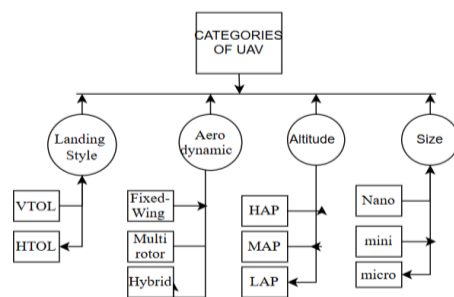 CATEGORIES
OF UAV
Landing
Style
Aero
dynamic
Altitude
Size
VTOL
HTOL
Fixed-
Wing
Multi
rotor
Hybrid
HAP
MAP
LAP
Nano
mini
micro